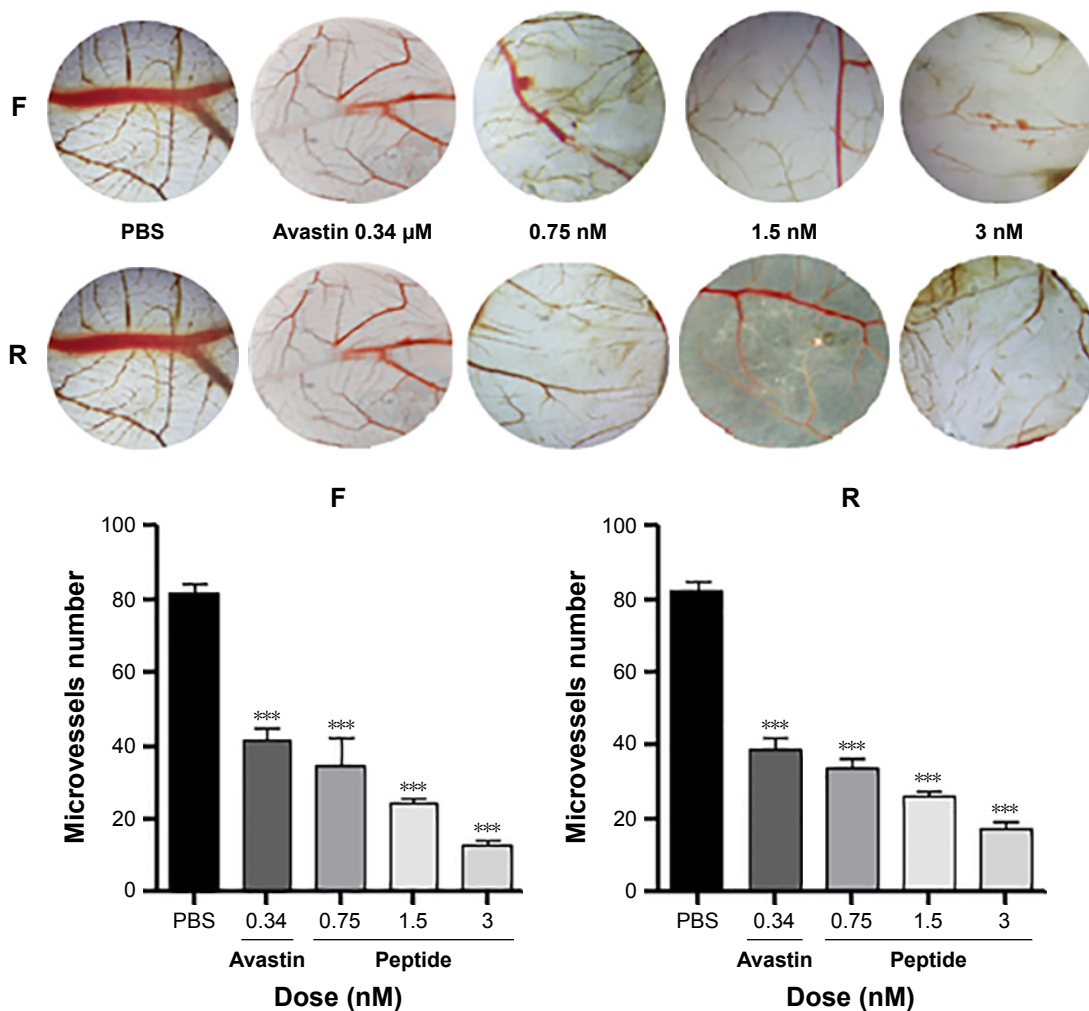 F
PBS Avastin 0.34 µM 0.75 nM 1.5 nM 3 nM
R
F
Microvessels number
100
80
60
40
20
0
*** *** *** ***
PBS 0.34 0.75 1.5 3
Avastin Peptide
Dose (nM)
R
Microvessels number
100
80
60
40
20
0
*** *** *** ***
PBS 0.34 0.75 1.5 3
Avastin Peptide
Dose (nM)